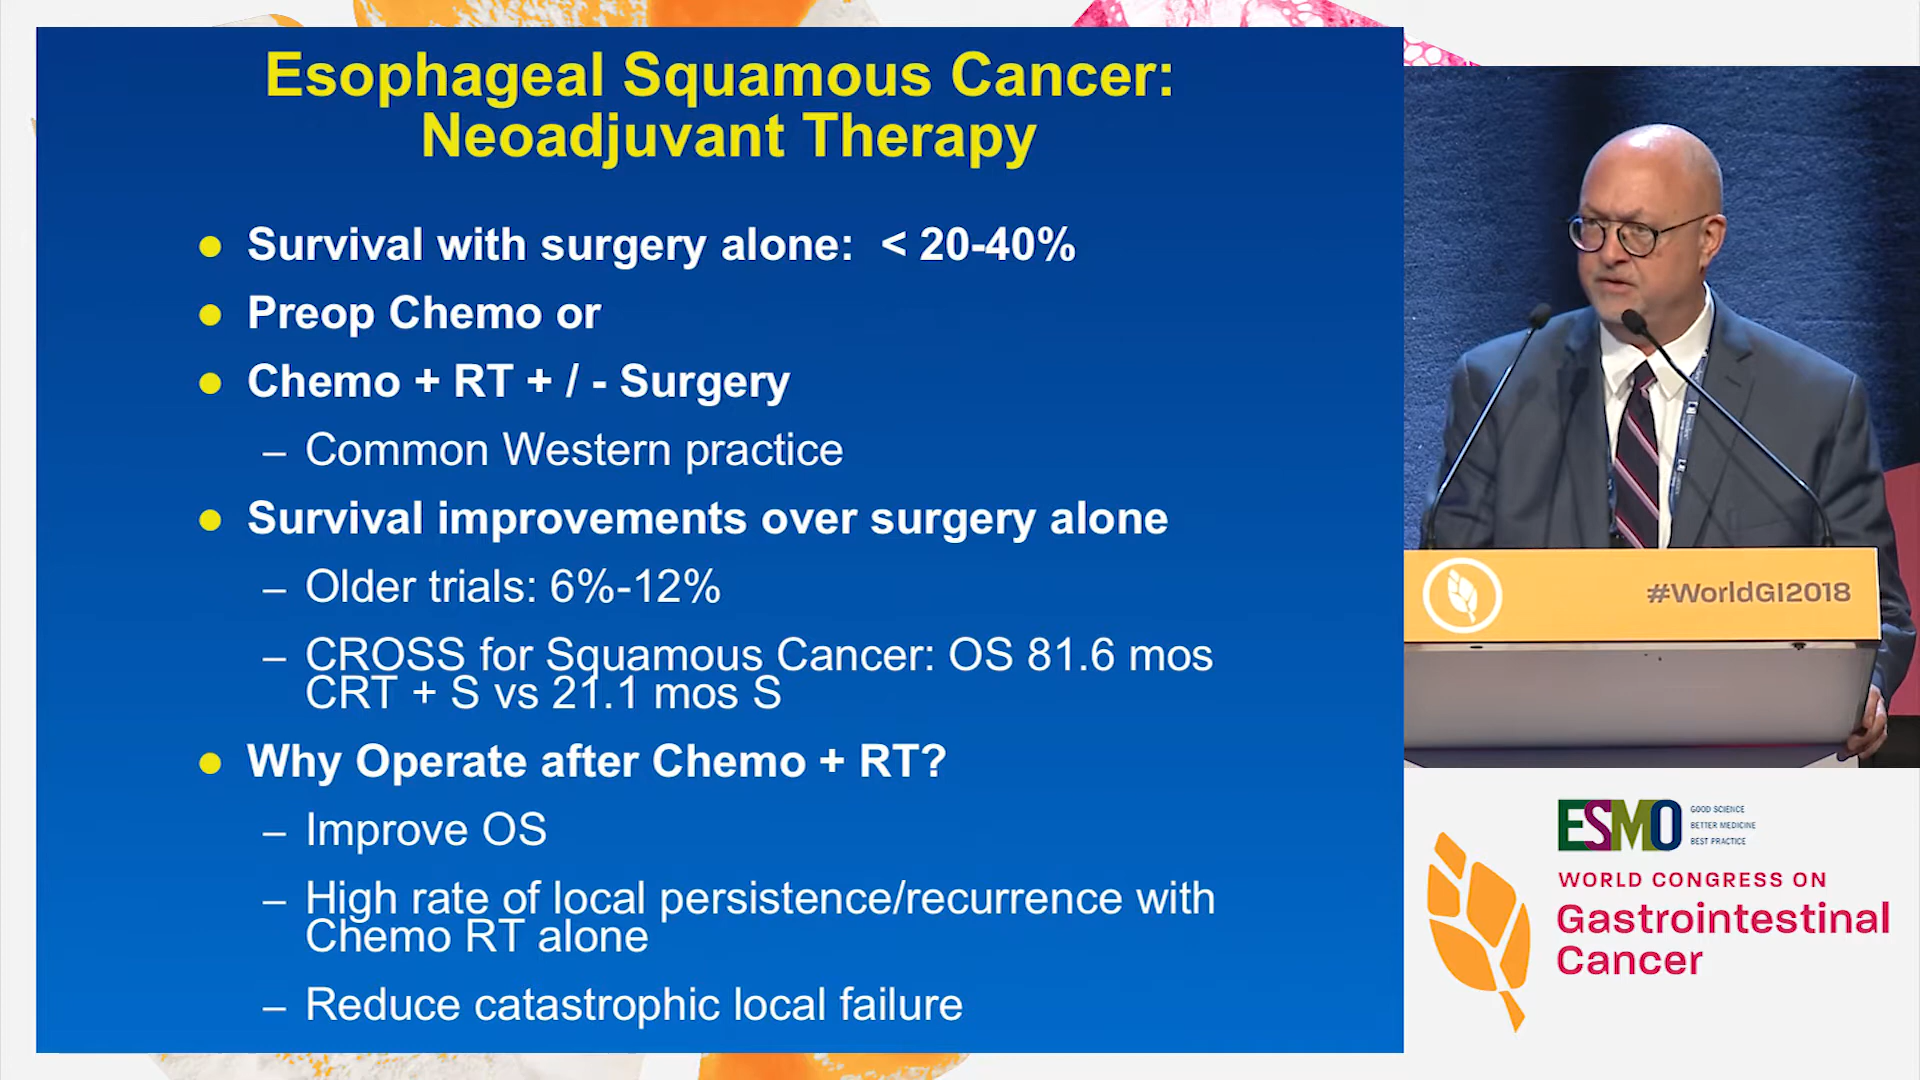 Esophageal Squamous Cancer:
Neoadjuvant Therapy
● Survival with surgery alone:  < 20-40%
● Preop Chemo or
● Chemo + RT + / - Surgery
– Common Western practice
● Survival improvements over surgery alone
– Older trials: 6%-12%
– CROSS for Squamous Cancer: OS 81.6 mos
CRT + S vs 21.1 mos S
● Why Operate after Chemo + RT?
– Improve OS
– High rate of local persistence/recurrence with
Chemo RT alone
– Reduce catastrophic local failure
#WorldGI2018
ESMO
GOOD SCIENCE
BETTER MEDICINE
BEST PRACTICE
WORLD CONGRESS ON
Gastrointestinal
Cancer